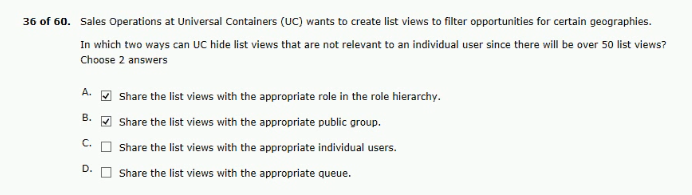 36 of 60. Sales Operations at Universal Containers (UC) wants to create list views to filter opportunities for certain geographies.
In which two ways can UC hide list views that are not relevant to an individual user since there will be over 50 list views?
Choose 2 answers
A. Share the list views with the appropriate role in the role hierarchy.
B. Share the list views with the appropriate public group.
C. Share the list views with the appropriate individual users.
D. Share the list views with the appropriate queue.